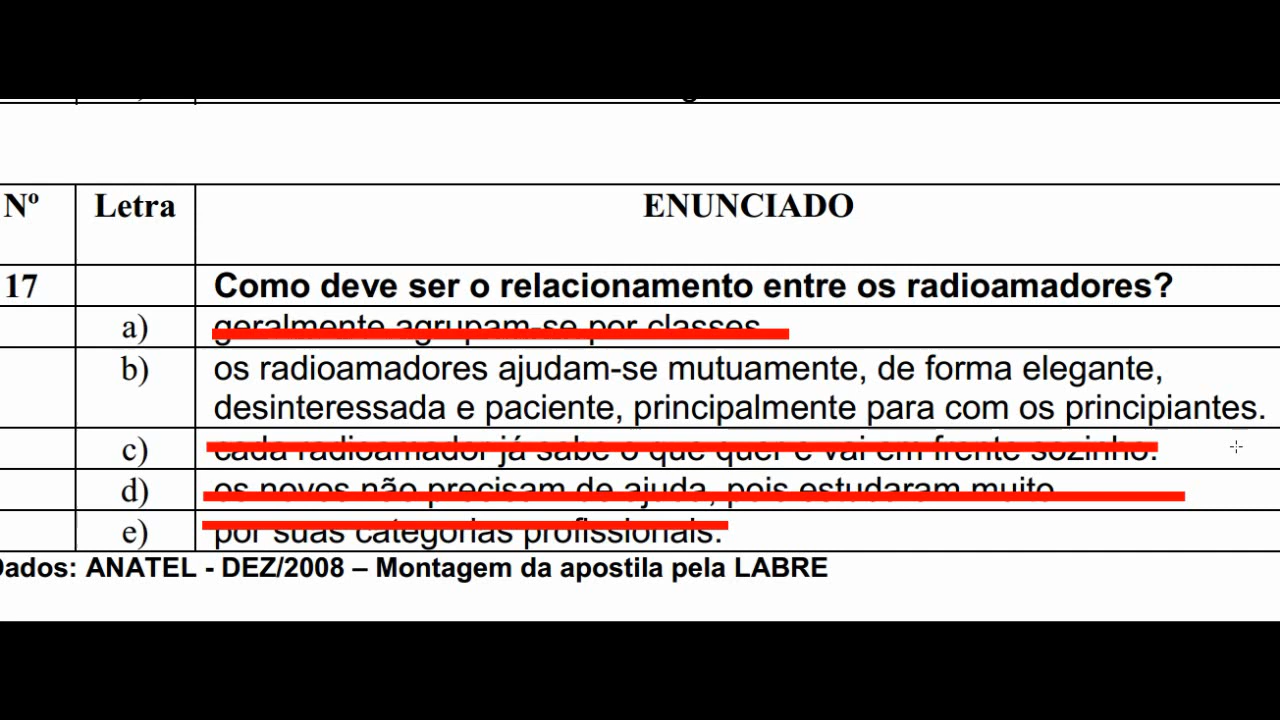 Nº Letra ENUNCIADO
17 Como deve ser o relacionamento entre os radioamadores?
a) geralmente agrupam-se por classes
b) os radioamadores ajudam-se mutuamente, de forma elegante,
desinteressada e paciente, principalmente para com os principiantes.
c) cada radioamador já sabe o que quer e vai em frente sozinho.
d) os novos não precisam de ajuda, pois estudaram muito
e) por suas categorias profissionais.
Dados: ANATEL - DEZ/2008 – Montagem da apostila pela LABRE